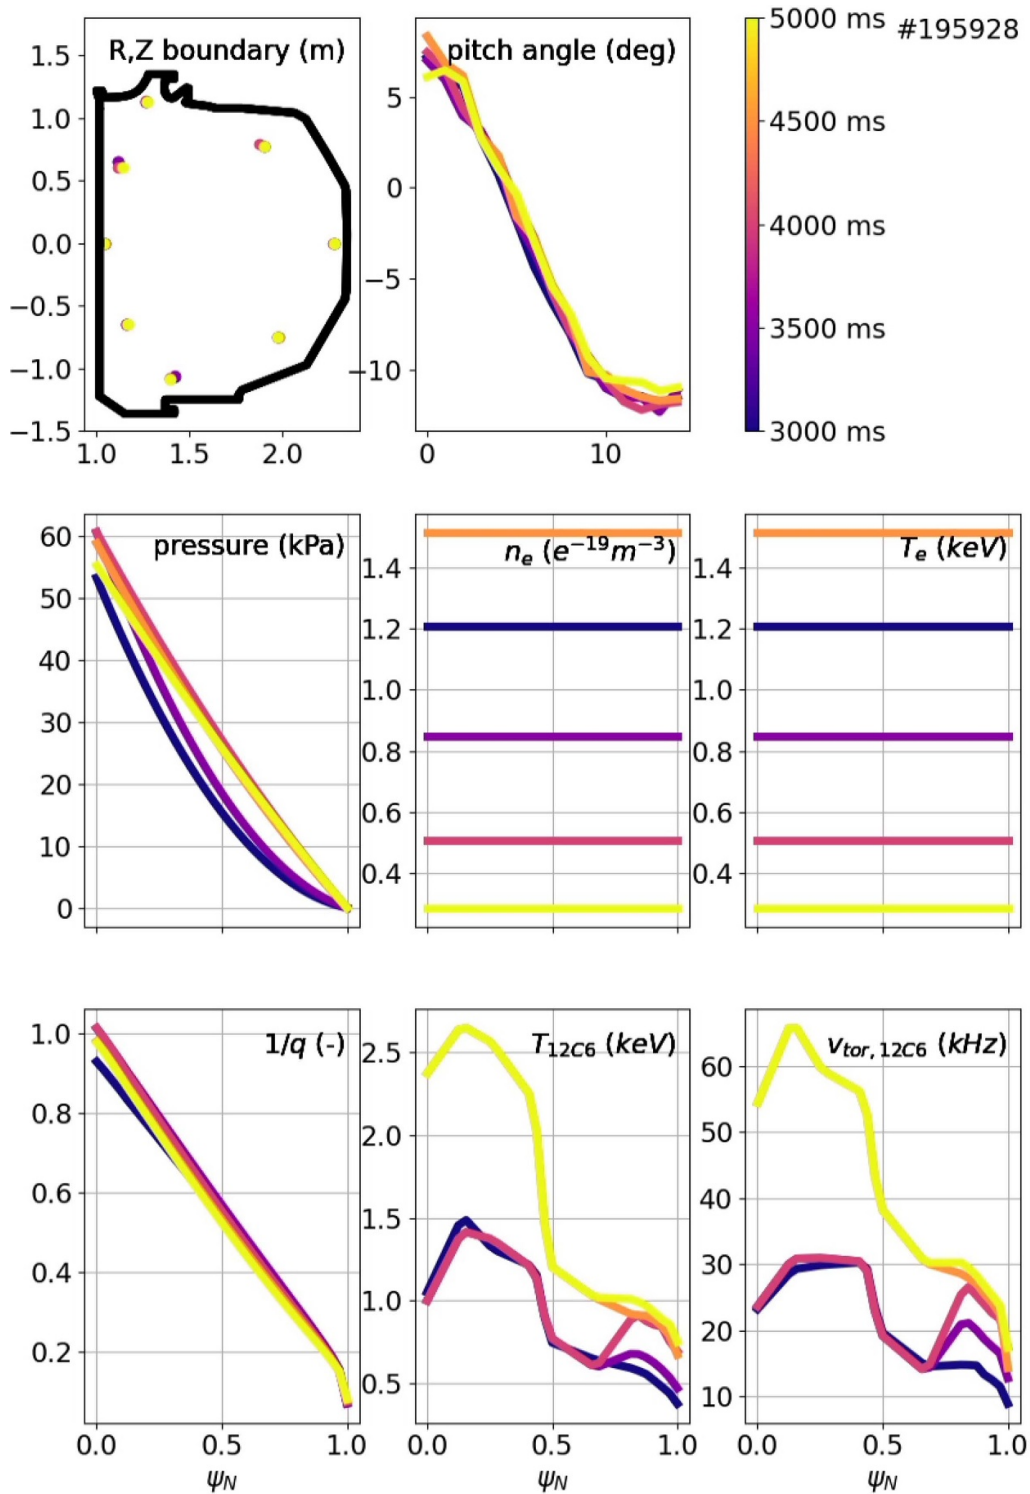 R,Z boundary (m)
1.5
1.0
0.5
0.0
−0.5
−1.0
−1.5
1.0 1.5 2.0
pitch angle (deg)
5
0
−5
−10
0 10
#195928
5000 ms
4500 ms
4000 ms
3500 ms
3000 ms
pressure (kPa)
60
50
40
30
20
10
0
nₑ (e⁻¹⁹m⁻³)
1.4
1.2
1.0
0.8
0.6
0.4
Tₑ (keV)
1.4
1.2
1.0
0.8
0.6
0.4
1/q (-)
1.0
0.8
0.6
0.4
0.2
0.0 0.5 1.0
ψ_N
T_12C6 (keV)
2.5
2.0
1.5
1.0
0.5
0.0 0.5 1.0
ψ_N
v_tor, 12C6 (kHz)
60
50
40
30
20
10
0.0 0.5 1.0
ψ_N